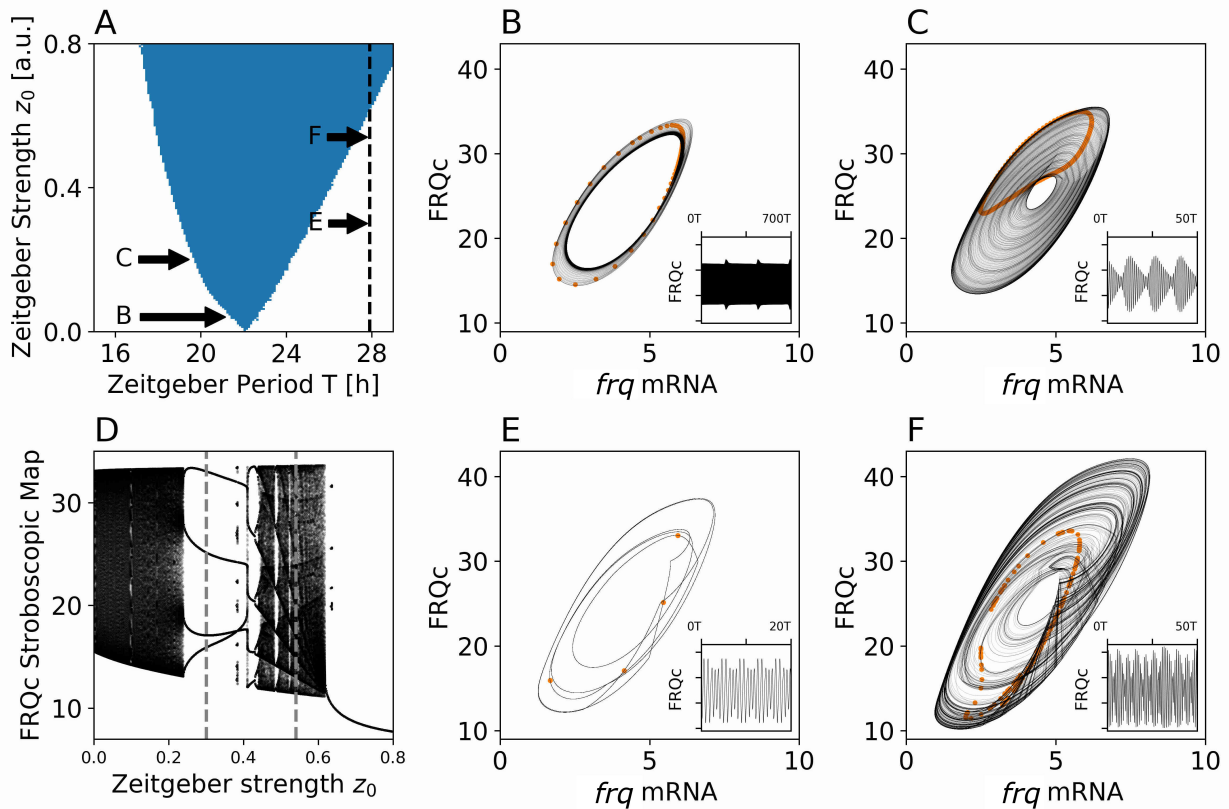 A
Zeitgeber Strength z0 [a.u.]
0.8
0.4
0.0
F
E
C
B
16 20 24 28
Zeitgeber Period T [h]
B
FRQc
40
30
20
10
0T 700T
FRQc
0 5 10
frq mRNA
C
FRQc
40
30
20
10
0T 50T
FRQc
0 5 10
frq mRNA
D
FRQc Stroboscopic Map
30
20
10
0.0 0.2 0.4 0.6 0.8
Zeitgeber strength z0
E
FRQc
40
30
20
10
0T 20T
FRQc
0 5 10
frq mRNA
F
FRQc
40
30
20
10
0T 50T
FRQc
0 5 10
frq mRNA